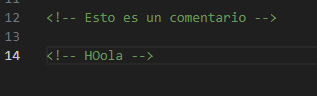 12 <!-- Esto es un comentario -->
13
14 <!-- HOola -->